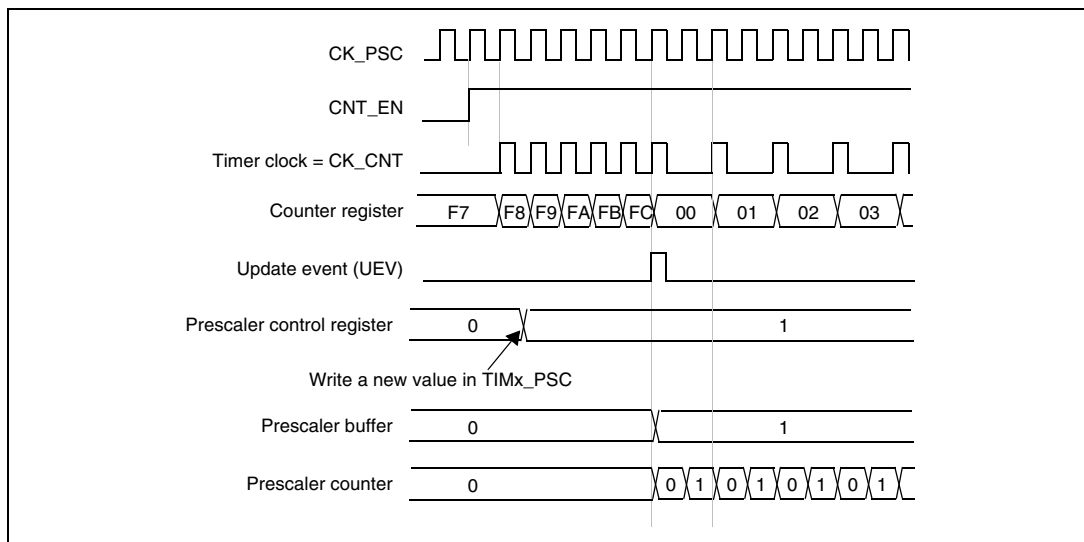 CK_PSC
CNT_EN
Timer clock = CK_CNT
Counter register F7 F8 F9 FA FB FC 00 01 02 03
Update event (UEV)
Prescaler control register 0 1
Write a new value in TIMx_PSC
Prescaler buffer 0 1
Prescaler counter 0 0 1 0 1 0 1 0 1